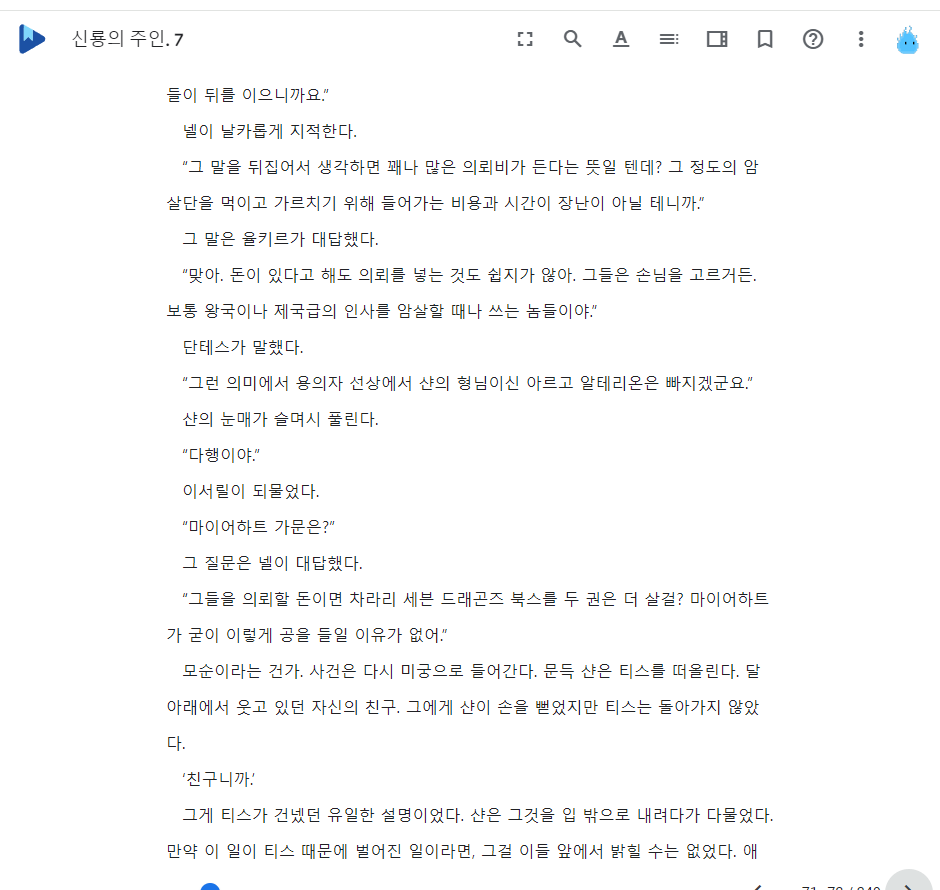 신룡의 주인. 7
들이 뒤를 이으니까요.”
넬이 날카롭게 지적한다.
“그 말을 뒤집어서 생각하면 꽤나 많은 의뢰비가 든다는 뜻일 텐데? 그 정도의 암
살단을 먹이고 가르치기 위해 들어가는 비용과 시간이 장난이 아닐 테니까.”
그 말은 율키르가 대답했다.
“맞아. 돈이 있다고 해도 의뢰를 넣는 것도 쉽지가 않아. 그들은 손님을 고르거든.
보통 왕국이나 제국급의 인사를 암살할 때나 쓰는 놈들이야.”
단테스가 말했다.
“그런 의미에서 용의자 선상에서 샨의 형님이신 아르고 알테리온은 빠지겠군요.”
샨의 눈매가 슬며시 풀린다.
“다행이야.”
이서릴이 되물었다.
“마이어하트 가문은?”
그 질문은 넬이 대답했다.
“그들을 의뢰할 돈이면 차라리 세븐 드래곤즈 북스를 두 권은 더 살걸? 마이어하트
가 굳이 이렇게 공을 들일 이유가 없어.”
모순이라는 건가. 사건은 다시 미궁으로 들어간다. 문득 샨은 티스를 떠올린다. 달
아래에서 웃고 있던 자신의 친구. 그에게 샨이 손을 뻗었지만 티스는 돌아가지 않았
다.
‘친구니까.’
그게 티스가 건넸던 유일한 설명이었다. 샨은 그것을 입 밖으로 내려다가 다물었다.
만약 이 일이 티스 때문에 벌어진 일이라면, 그걸 이들 앞에서 밝힐 수는 없었다. 애